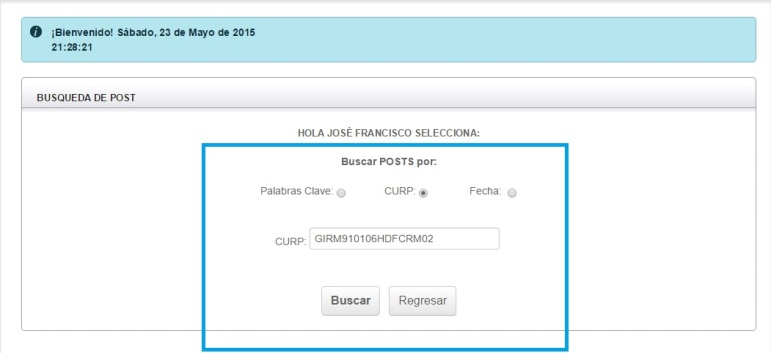 ¡Bienvenido! Sábado, 23 de Mayo de 2015
21:28:21
BUSQUEDA DE POST
HOLA JOSÉ FRANCISCO SELECCIONA:
Buscar POSTS por:
Palabras Clave: CURP: Fecha:
CURP: GIRM910106HDFCRM02
Buscar Regresar